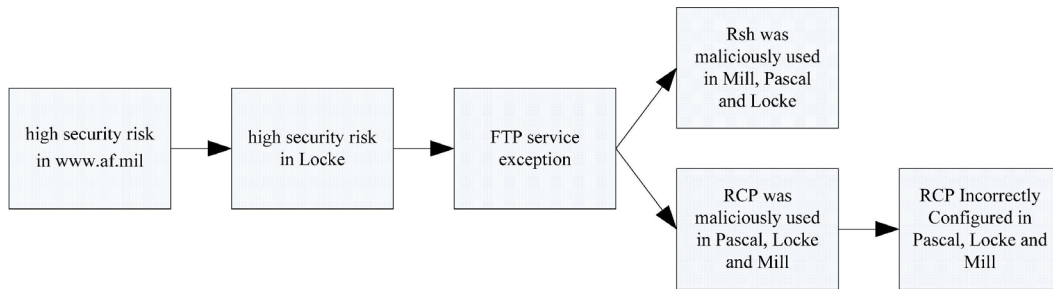 high security risk
in www.af.mil
high security risk
in Locke
FTP service
exception
Rsh was
maliciously used
in Mill, Pascal
and Locke
RCP was
maliciously used
in Pascal, Locke
and Mill
RCP Incorrectly
Configured in
Pascal, Locke and
Mill